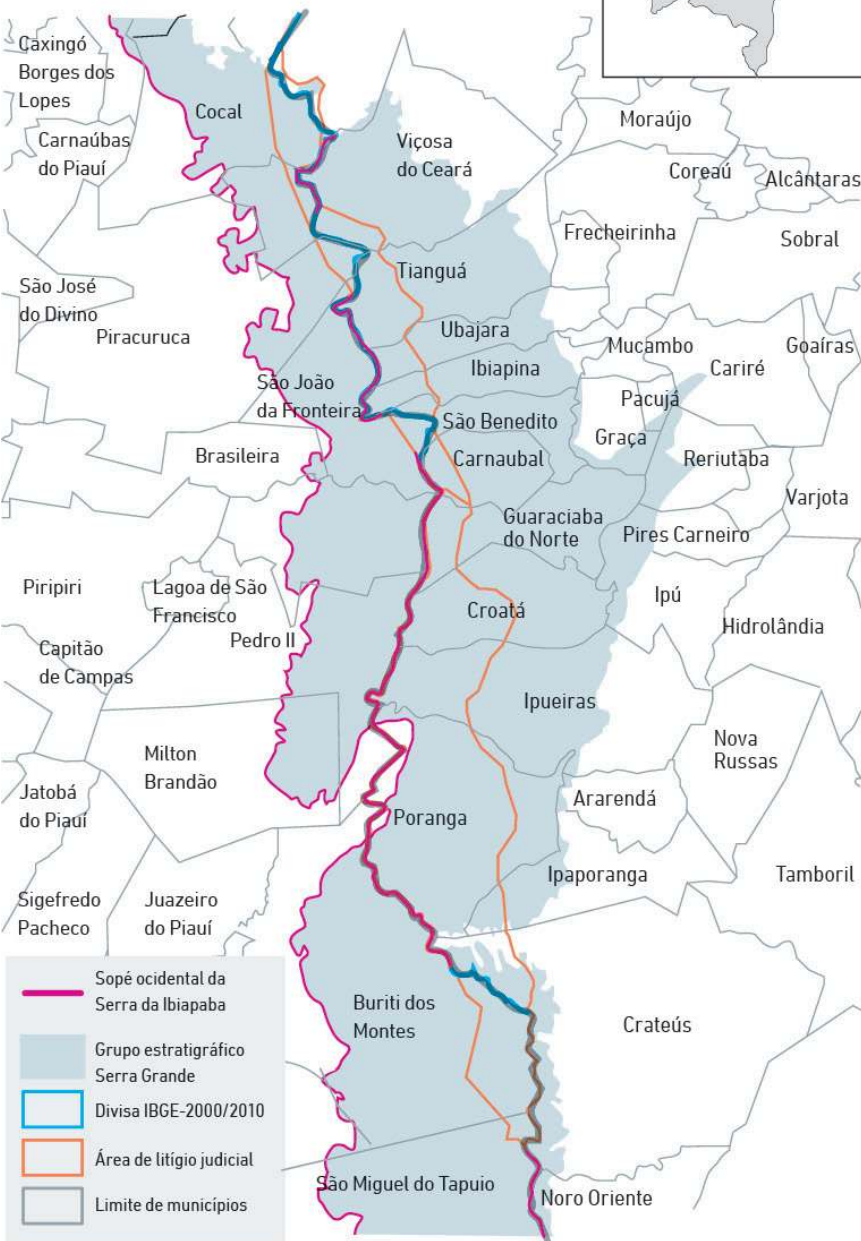 Caxingó
Borges dos
Lopes
Carnaúbas
do Piauí
Cocal
Viçosa
do Ceará
Moraújo
Coreaú
Alcântaras
Frecheirinha
Sobral
São José
do Divino
Piracuruca
Tianguá
Ubajara
Ibiapina
Mucambo
Goaíras
Cariré
São João
da Fronteira
Pacujá
São Benedito
Graça
Brasileira
Carnaubal
Reriutaba
Varjota
Guaraciaba
do Norte
Pires Carneiro
Piripiri
Lagoa de São
Francisco
Ipú
Croatá
Hidrolândia
Pedro II
Capitão
de Campas
Ipueiras
Milton
Brandão
Nova
Russas
Jatobá
do Piauí
Ararendá
Poranga
Ipaporanga
Tamboril
Sigefredo
Pacheco
Juazeiro
do Piauí
Buriti dos
Montes
Crateús
São Miguel do Tapuio
Noro Oriente
Sopé ocidental da
Serra da Ibiapaba
Grupo estratigráfico
Serra Grande
Divisa IBGE-2000/2010
Área de litígio judicial
Limite de municípios